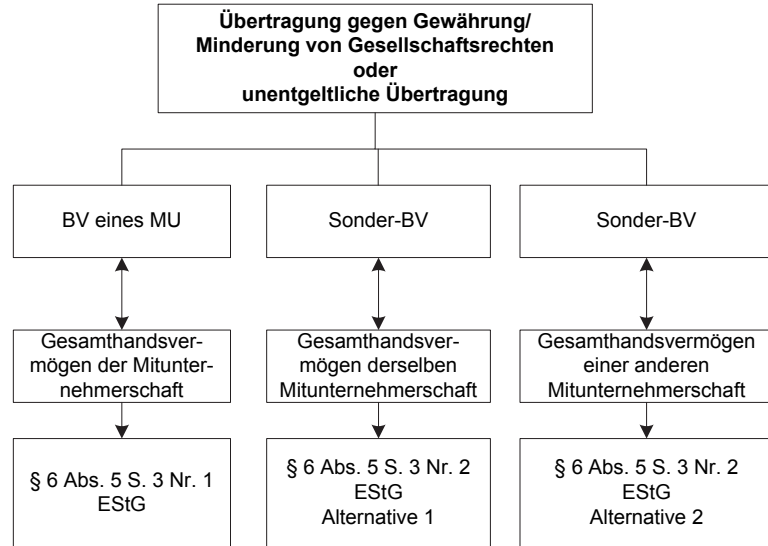 Übertragung gegen Gewährung/
Minderung von Gesellschaftsrechten
oder
unentgeltliche Übertragung
BV eines MU
Sonder-BV
Sonder-BV
Gesamthandsver-
mögen der Mitunter-
nehmerschaft
Gesamthandsver-
mögen derselben
Mitunternehmerschaft
Gesamthandsvermögen
einer anderen
Mitunternehmerschaft
§ 6 Abs. 5 S. 3 Nr. 1
EStG
§ 6 Abs. 5 S. 3 Nr. 2
EStG
Alternative 1
§ 6 Abs. 5 S. 3 Nr. 2
EStG
Alternative 2